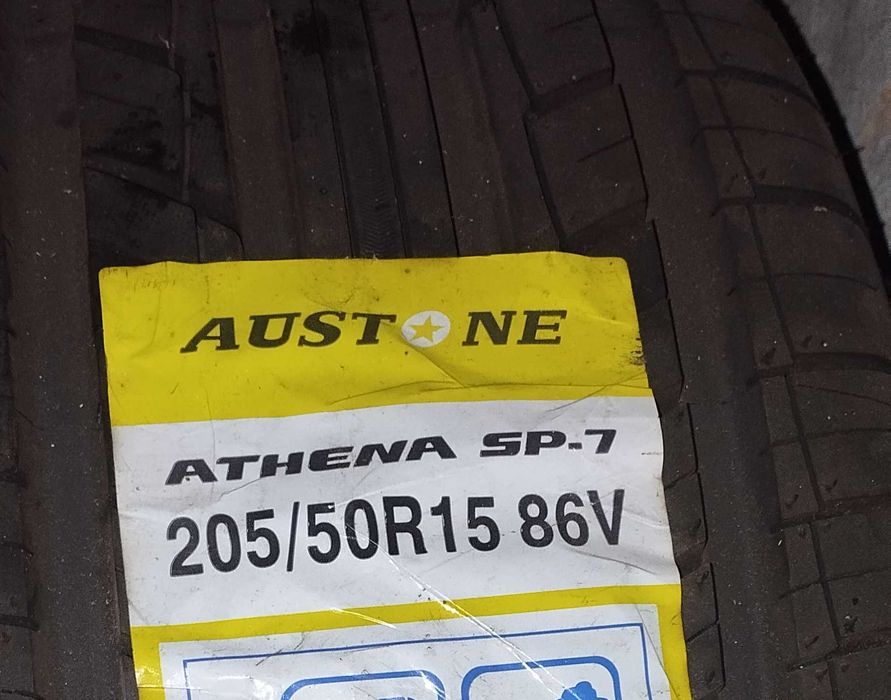 AUSTONE
ATHENA SP-7
205/50R15 86V